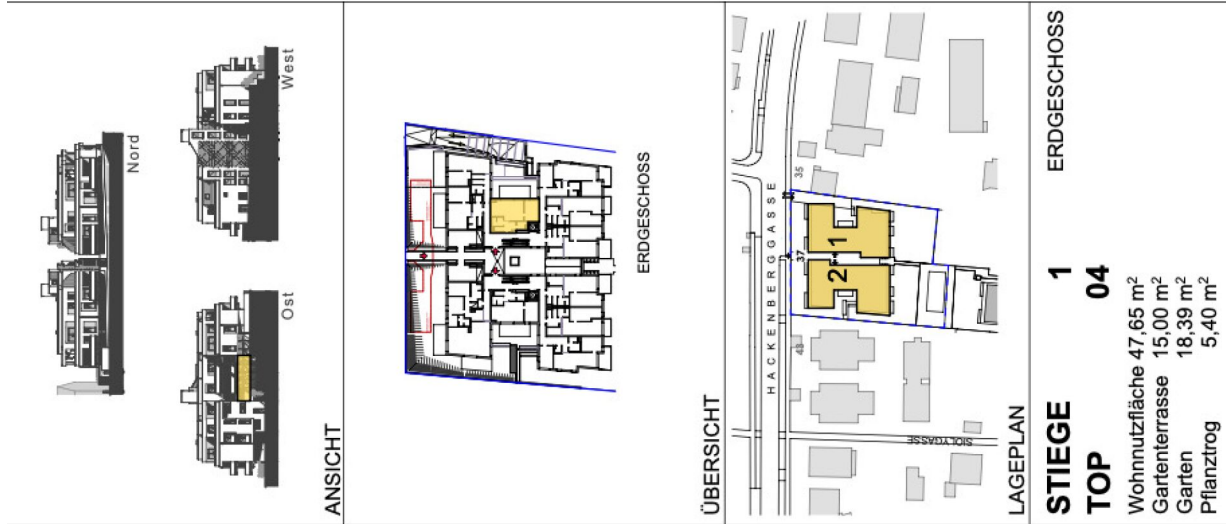 Nord
Ost
West
ANSICHT
ERDGESCHOSS
ÜBERSICHT
HACKENBERGGASSE
35
37
43
2
1
SIOLYGASSE
LAGEPLAN
STIEGE 1 ERDGESCHOSS
TOP 04
Wohnnutzfläche 47,65 m²
Gartenterrasse 15,00 m²
Garten 18,39 m²
Pflanztrog 5,40 m²